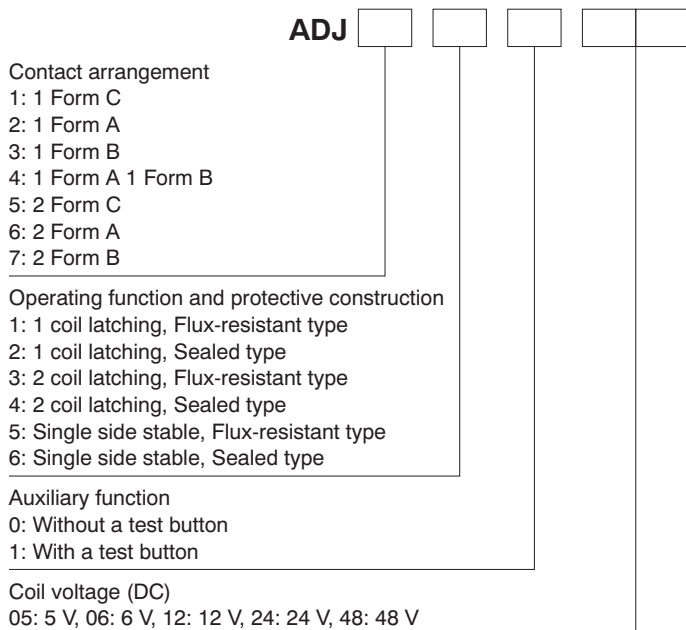 ADJ
Contact arrangement
1: 1 Form C
2: 1 Form A
3: 1 Form B
4: 1 Form A 1 Form B
5: 2 Form C
6: 2 Form A
7: 2 Form B
Operating function and protective construction
1: 1 coil latching, Flux-resistant type
2: 1 coil latching, Sealed type
3: 2 coil latching, Flux-resistant type
4: 2 coil latching, Sealed type
5: Single side stable, Flux-resistant type
6: Single side stable, Sealed type
Auxiliary function
0: Without a test button
1: With a test button
Coil voltage (DC)
05: 5 V, 06: 6 V, 12: 12 V, 24: 24 V, 48: 48 V